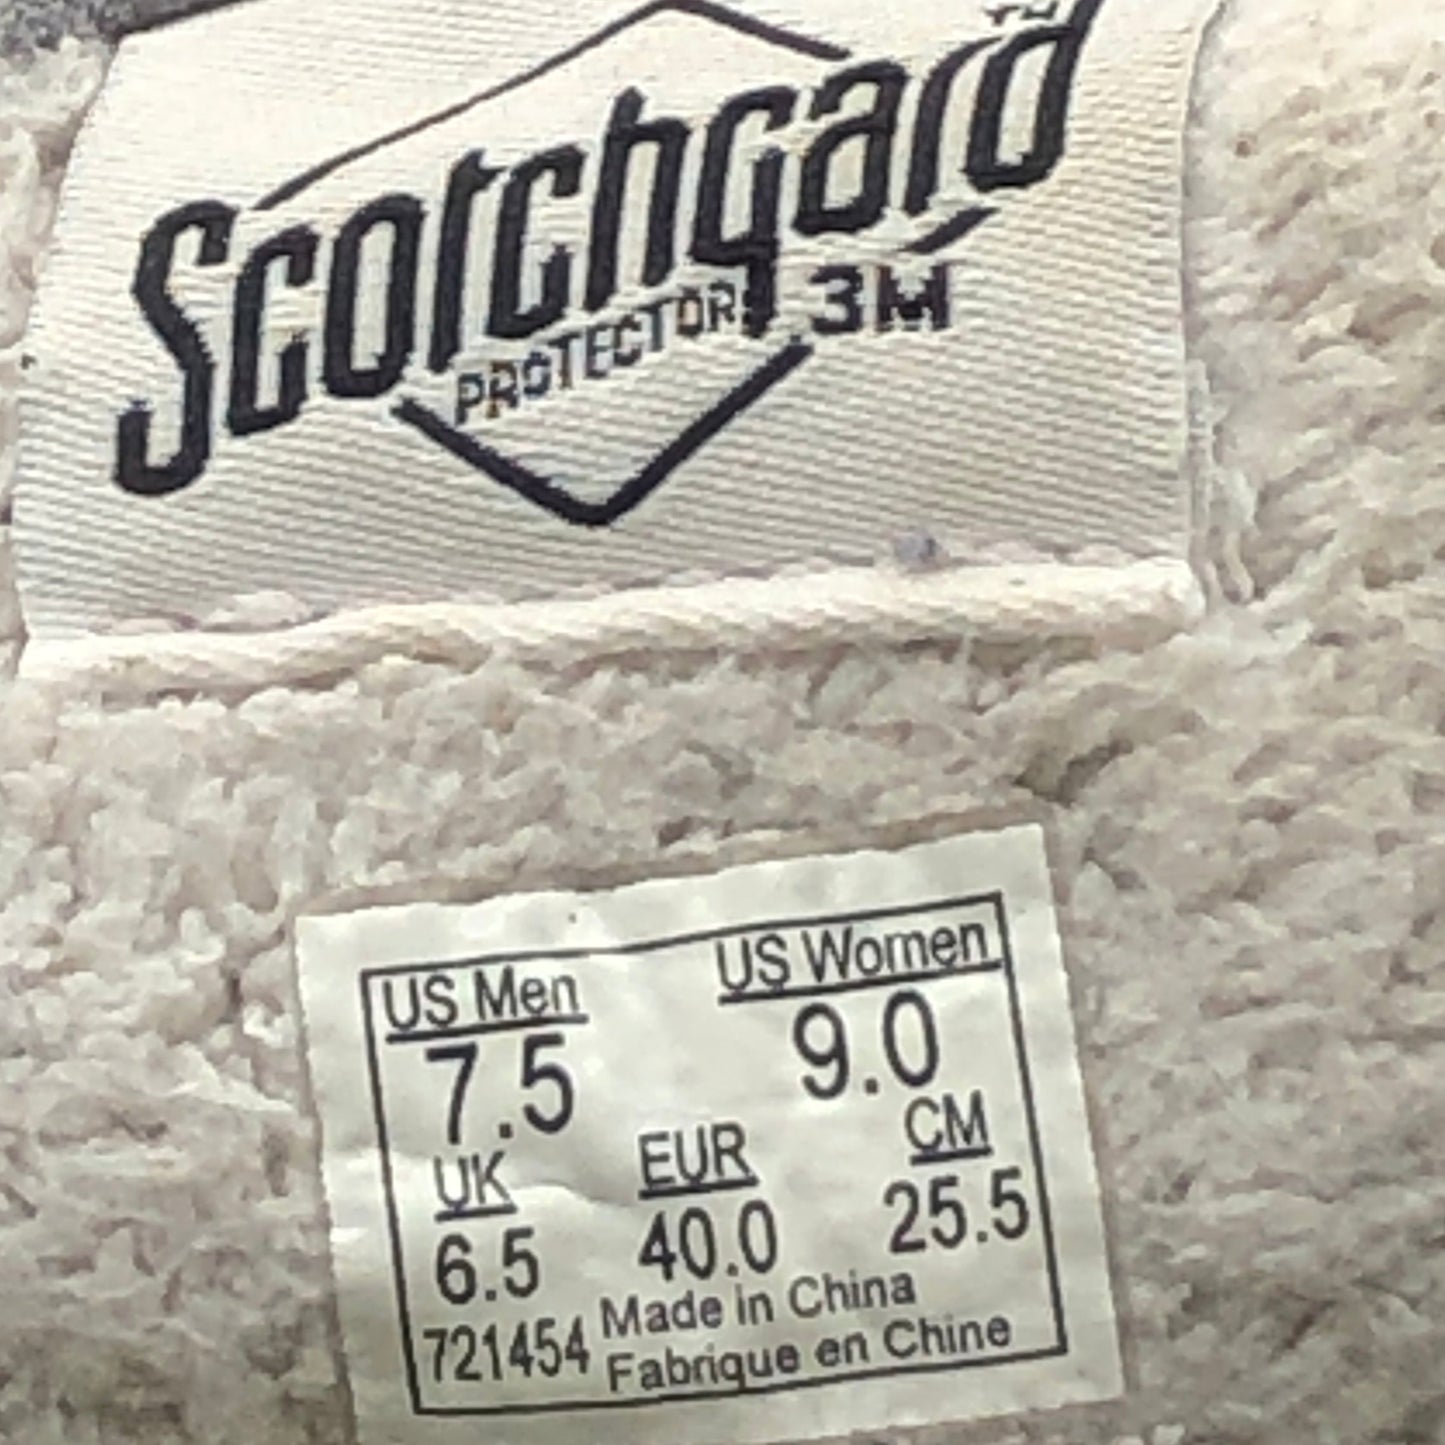 Scotchgard™
PROTECTOR 3M
US Men US Women
7.5 9.0
UK EUR CM
6.5 40.0 25.5
721454 Made in China
Fabrique en Chine